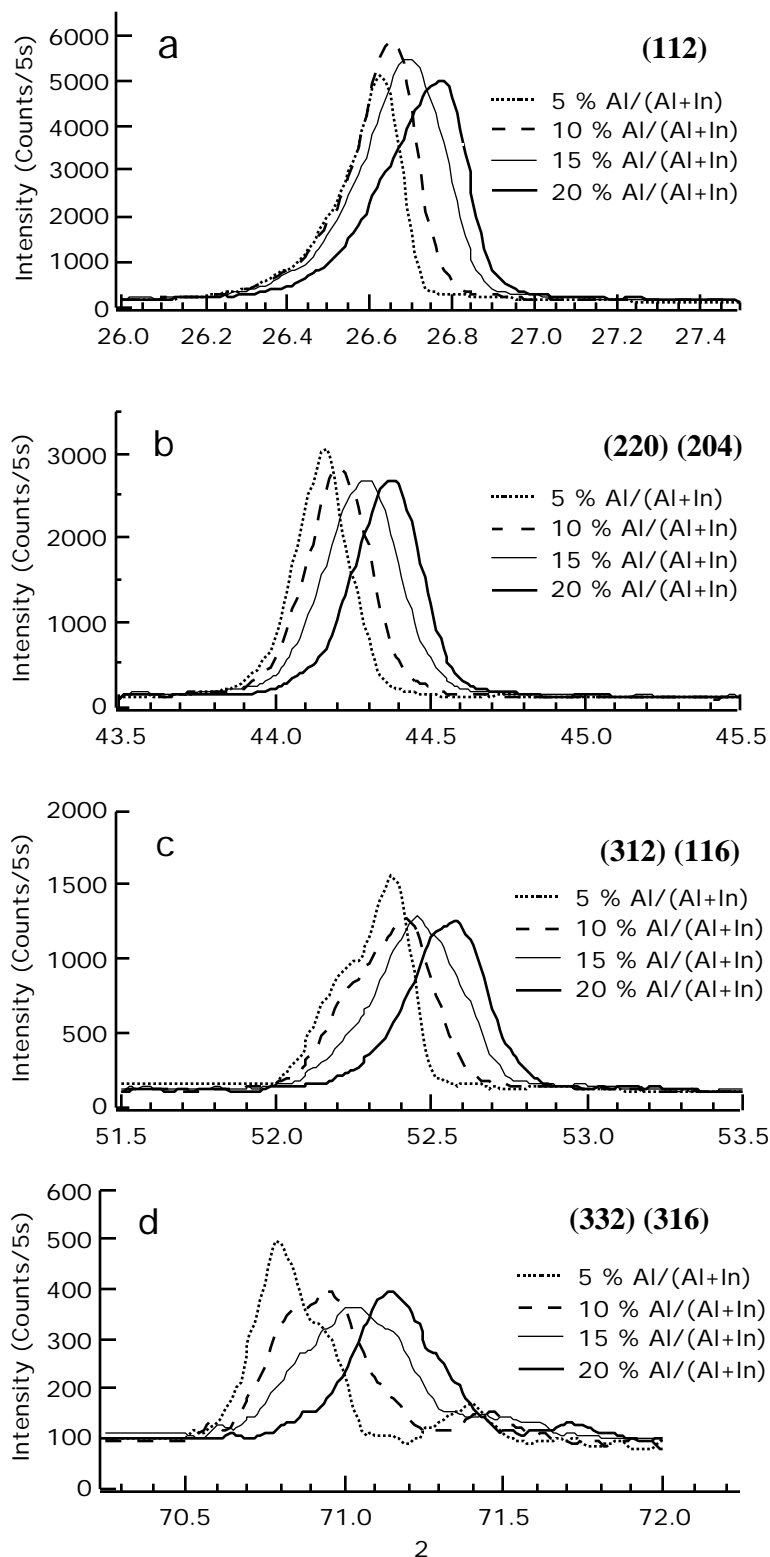 a
(112)
Intensity (Counts/5s)
6000
5000
4000
3000
2000
1000
0
5 % Al/(Al+In)
10 % Al/(Al+In)
15 % Al/(Al+In)
20 % Al/(Al+In)
26.0 26.2 26.4 26.6 26.8 27.0 27.2 27.4
b
(220) (204)
Intensity (Counts/5s)
3000
2000
1000
0
5 % Al/(Al+In)
10 % Al/(Al+In)
15 % Al/(Al+In)
20 % Al/(Al+In)
43.5 44.0 44.5 45.0 45.5
c
(312) (116)
Intensity (Counts/5s)
2000
1500
1000
500
0
5 % Al/(Al+In)
10 % Al/(Al+In)
15 % Al/(Al+In)
20 % Al/(Al+In)
51.5 52.0 52.5 53.0 53.5
d
(332) (316)
Intensity (Counts/5s)
600
500
400
300
200
100
0
5 % Al/(Al+In)
10 % Al/(Al+In)
15 % Al/(Al+In)
20 % Al/(Al+In)
70.5 71.0 71.5 72.0
2